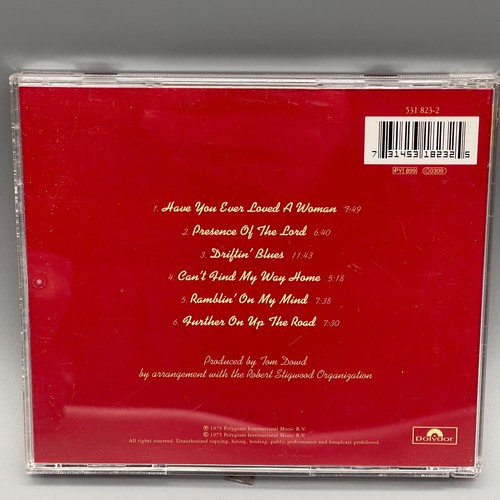 531 823-2
7 31453 18232 5
PY 899 0309
1. Have You Ever Loved A Woman 7:49
2. Presence Of The Lord 6:40
3. Driftin' Blues 11:43
4. Can't Find My Way Home 5:18
5. Ramblin' On My Mind 7:38
6. Further On Up The Road 7:30
Produced by Tom Dowd
by arrangement with the Robert Stigwood Organization
℗ 1975 Polygram International Music B.V.
© 1975 Polygram International Music B.V.
All rights reserved. Unauthorised copying, hiring, lending, public performance and broadcast prohibited.
Polydor